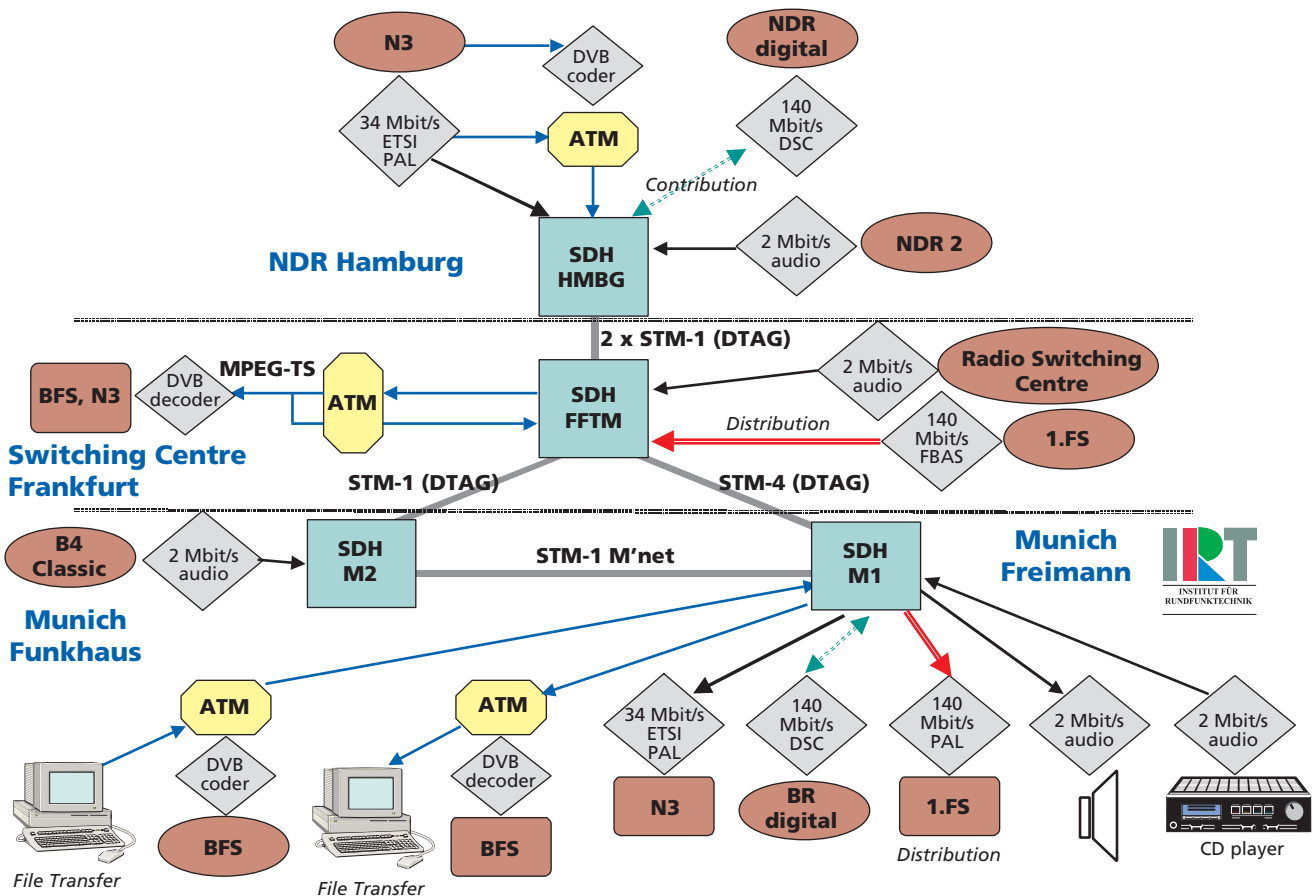 N3
DVB
coder
NDR
digital
34 Mbit/s
ETSI
PAL
ATM
140
Mbit/s
DSC
Contribution
SDH
HMBG
2 Mbit/s
audio
NDR 2
NDR Hamburg
2 x STM-1 (DTAG)
BFS, N3
DVB
decoder
MPEG-TS
ATM
SDH
FFTM
2 Mbit/s
audio
Radio Switching
Centre
Distribution
140
Mbit/s
FBAS
1.FS
Switching Centre
Frankfurt
STM-1 (DTAG)
STM-4 (DTAG)
B4
Classic
2 Mbit/s
audio
SDH
M2
STM-1 M'net
SDH
M1
Munich
Freimann
IRT
INSTITUT FÜR
RUNDFUNKTECHNIK
Munich
Funkhaus
ATM
DVB
coder
BFS
File Transfer
ATM
DVB
decoder
BFS
File Transfer
34 Mbit/s
ETSI
PAL
N3
140
Mbit/s
DSC
BR
digital
140
Mbit/s
PAL
1.FS
Distribution
2 Mbit/s
audio
2 Mbit/s
audio
CD player